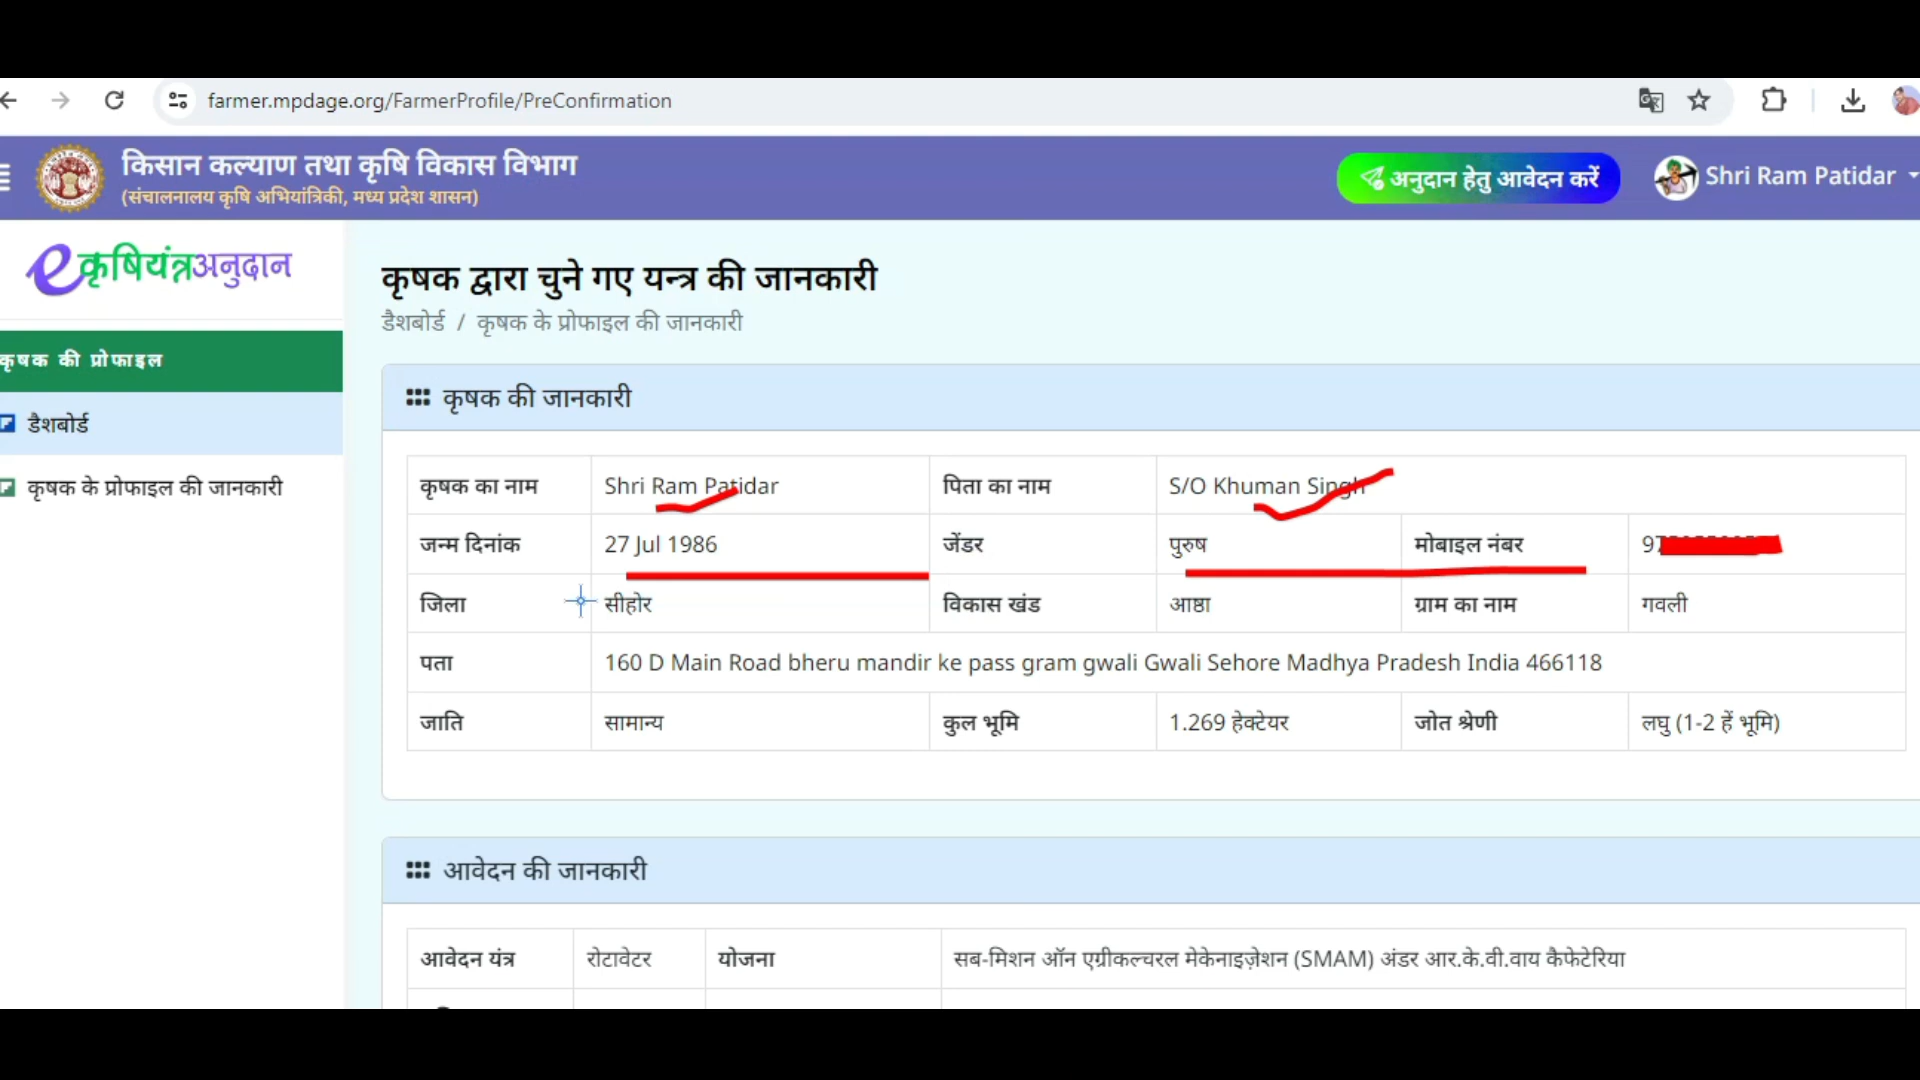 farmer.mpdage.org/FarmerProfile/PreConfirmation
किसान कल्याण तथा कृषि विकास विभाग
(संचालनालय कृषि अभियांत्रिकी, मध्य प्रदेश शासन)
अनुदान हेतु आवेदन करें
Shri Ram Patidar
eकृषियंत्रअनुदान
कृषक की प्रोफाइल
डैशबोर्ड
कृषक के प्रोफाइल की जानकारी
कृषक द्वारा चुने गए यन्त्र की जानकारी
डैशबोर्ड / कृषक के प्रोफाइल की जानकारी
कृषक की जानकारी
कृषक का नाम Shri Ram Patidar पिता का नाम S/O Khuman Singh
जन्म दिनांक 27 Jul 1986 जेंडर पुरुष मोबाइल नंबर
जिला सीहोर विकास खंड आष्ठा ग्राम का नाम गवली
पता 160 D Main Road bheru mandir ke pass gram gwali Gwali Sehore Madhya Pradesh India 466118
जाति सामान्य कुल भूमि 1.269 हेक्टेयर जोत श्रेणी लघु (1-2 हें भूमि)
आवेदन की जानकारी
आवेदन यंत्र रोटावेटर योजना सब-मिशन ऑन एग्रीकल्चरल मेकेनाइज़ेशन (SMAM) अंडर आर.के.वी.वाय कैफेटेरिया